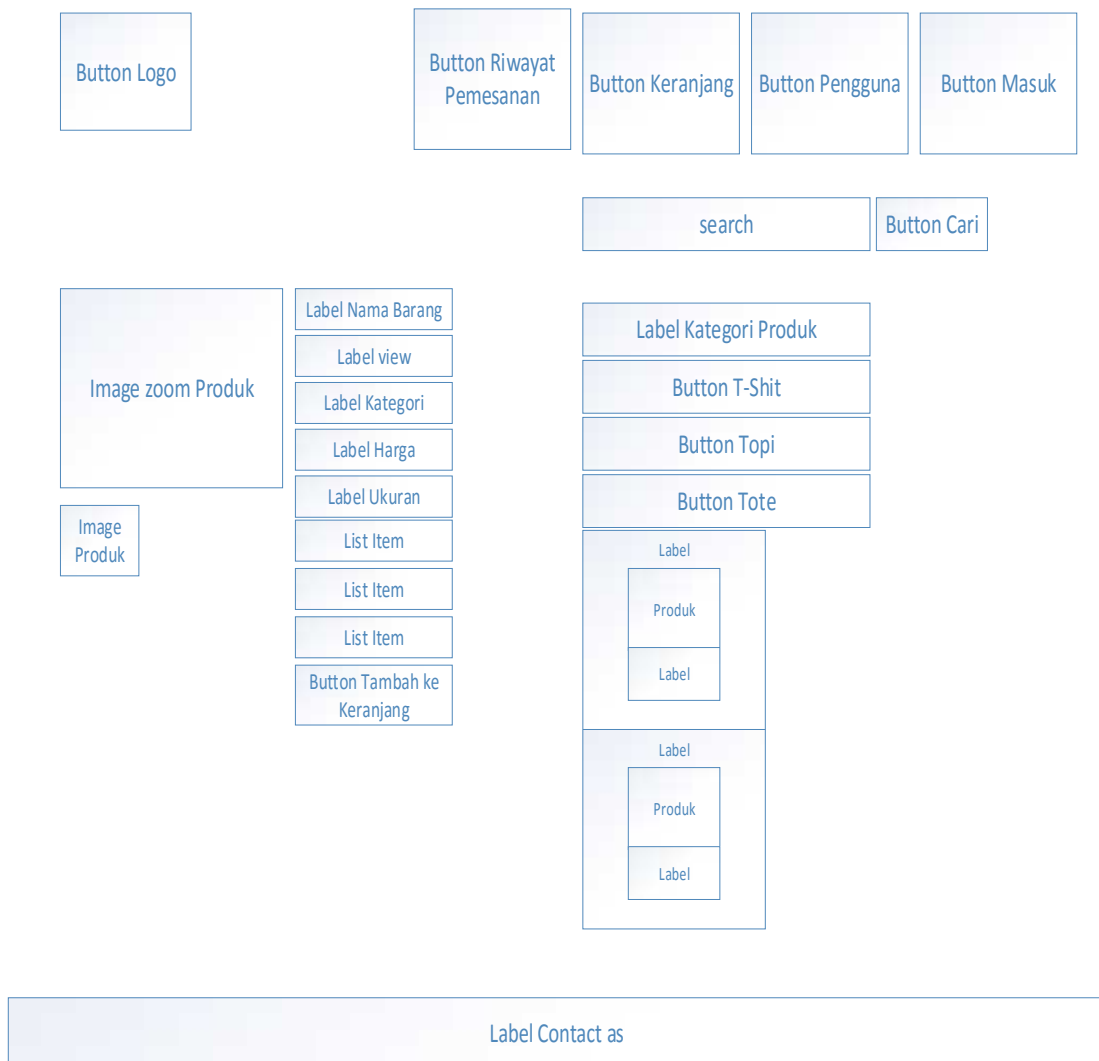 Button Logo
Button Riwayat
Pemesanan
Button Keranjang
Button Pengguna
Button Masuk
search
Button Cari
Image zoom Produk
Image
Produk
Label Nama Barang
Label view
Label Kategori
Label Harga
Label Ukuran
List Item
List Item
List Item
Button Tambah ke
Keranjang
Label Kategori Produk
Button T-Shit
Button Topi
Button Tote
Label
Produk
Label
Label
Produk
Label
Label Contact as